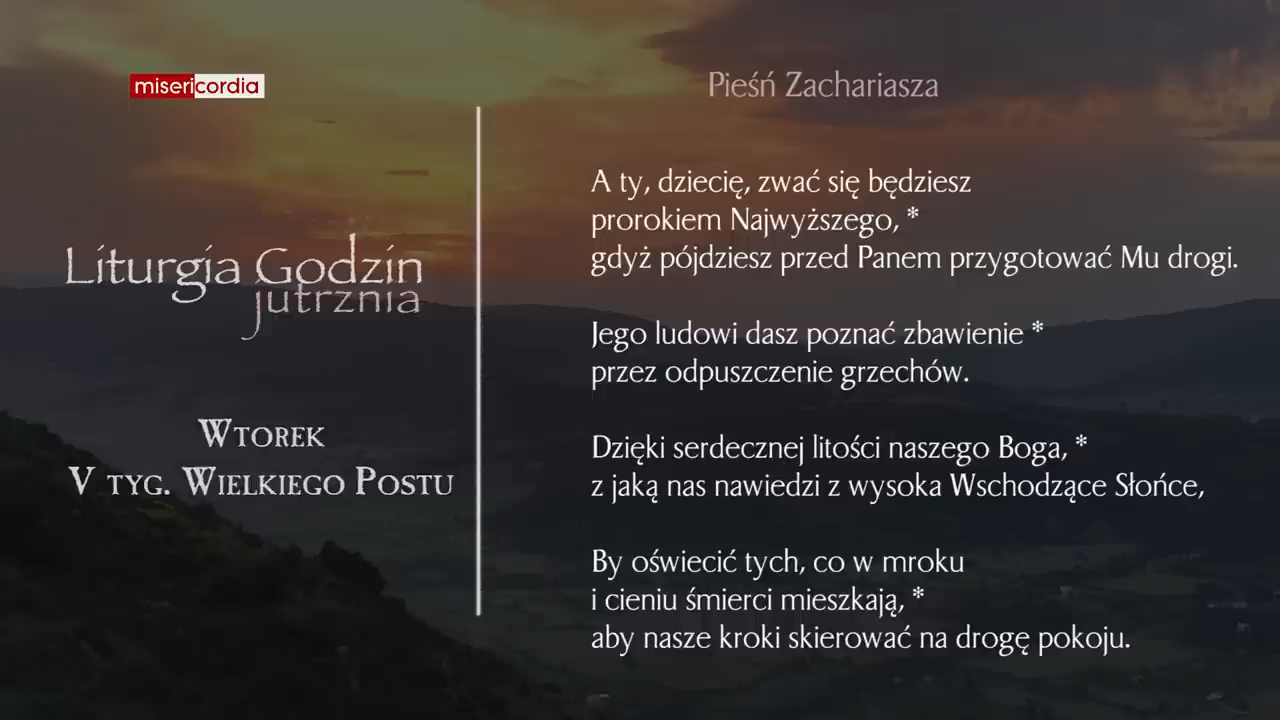 misericordia
Liturgia Godzin
jutrznia
Wtorek
V tyg. Wielkiego Postu
Pieśń Zachariasza
A ty, dziecię, zwać się będziesz
prorokiem Najwyższego, *
gdyż pójdziesz przed Panem przygotować Mu drogi.
Jego ludowi dasz poznać zbawienie *
przez odpuszczenie grzechów.
Dzięki serdecznej litości naszego Boga, *
z jaką nas nawiedzi z wysoka Wschodzące Słońce,
By oświecić tych, co w mroku
i cieniu śmierci mieszkają, *
aby nasze kroki skierować na drogę pokoju.